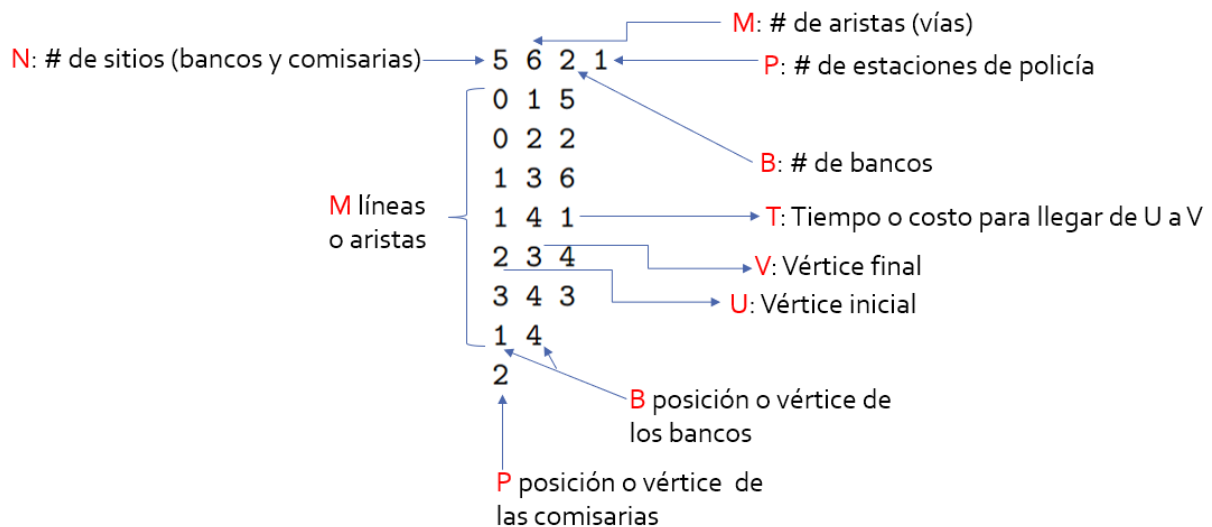 M: # de aristas (vías)
N: # de sitios (bancos y comisarias)
5 6 2 1
P: # de estaciones de policía
0 1 5
0 2 2
B: # de bancos
1 3 6
M líneas
o aristas
1 4 1
T: Tiempo o costo para llegar de U a V
2 3 4
V: Vértice final
3 4 3
U: Vértice inicial
1 4
2
B posición o vértice de
los bancos
P posición o vértice de
las comisarias